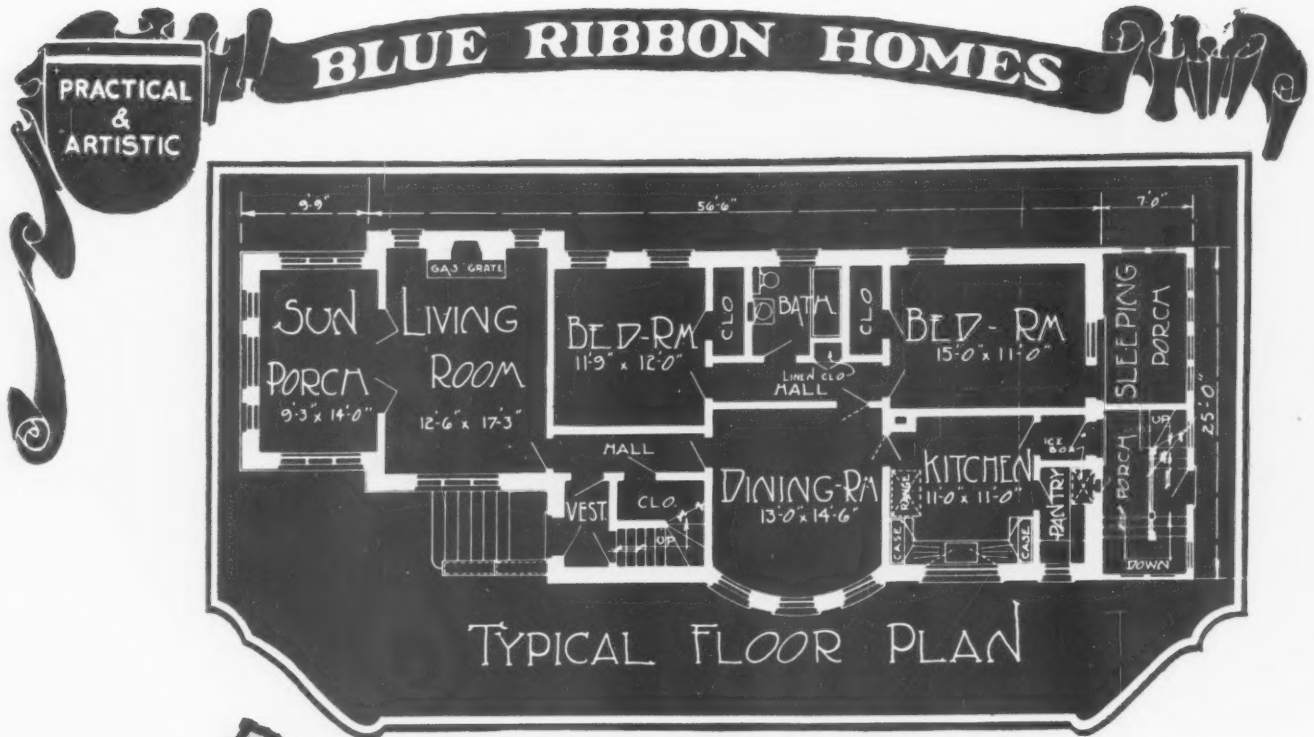 BLUE RIBBON HOMES
PRACTICAL
&
ARTISTIC
9'-9"
56'-6"
7'-0"
GAS GRATE
SUN
PORCH
9'-3" x 14'-0"
LIVING
ROOM
12'-6" x 17'-3"
BED-RM
11'-9" x 12'-0"
CLO
BATH
CLO
LINEN CLO
HALL
BED-RM
15'-0" x 11'-0"
SLEEPING
PORCH
25'-0"
HALL
VEST.
CLO.
UP
DINING-RM
13'-0" x 14'-6"
KITCHEN
11'-0" x 11'-0"
RANGE
CASE
CASE
ICE
BOX
PANTRY
PORCH
UP
DOWN
TYPICAL FLOOR PLAN